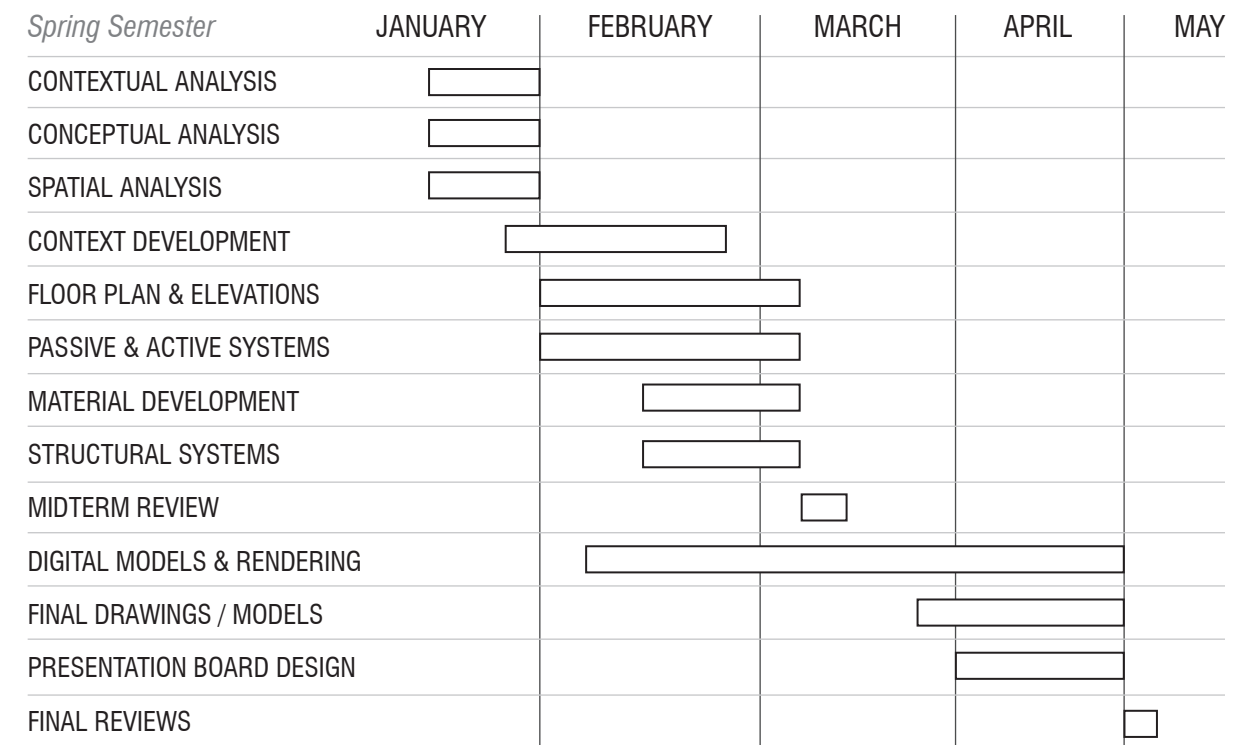 Spring Semester JANUARY FEBRUARY MARCH APRIL MAY
CONTEXTUAL ANALYSIS
CONCEPTUAL ANALYSIS
SPATIAL ANALYSIS
CONTEXT DEVELOPMENT
FLOOR PLAN & ELEVATIONS
PASSIVE & ACTIVE SYSTEMS
MATERIAL DEVELOPMENT
STRUCTURAL SYSTEMS
MIDTERM REVIEW
DIGITAL MODELS & RENDERING
FINAL DRAWINGS / MODELS
PRESENTATION BOARD DESIGN
FINAL REVIEWS